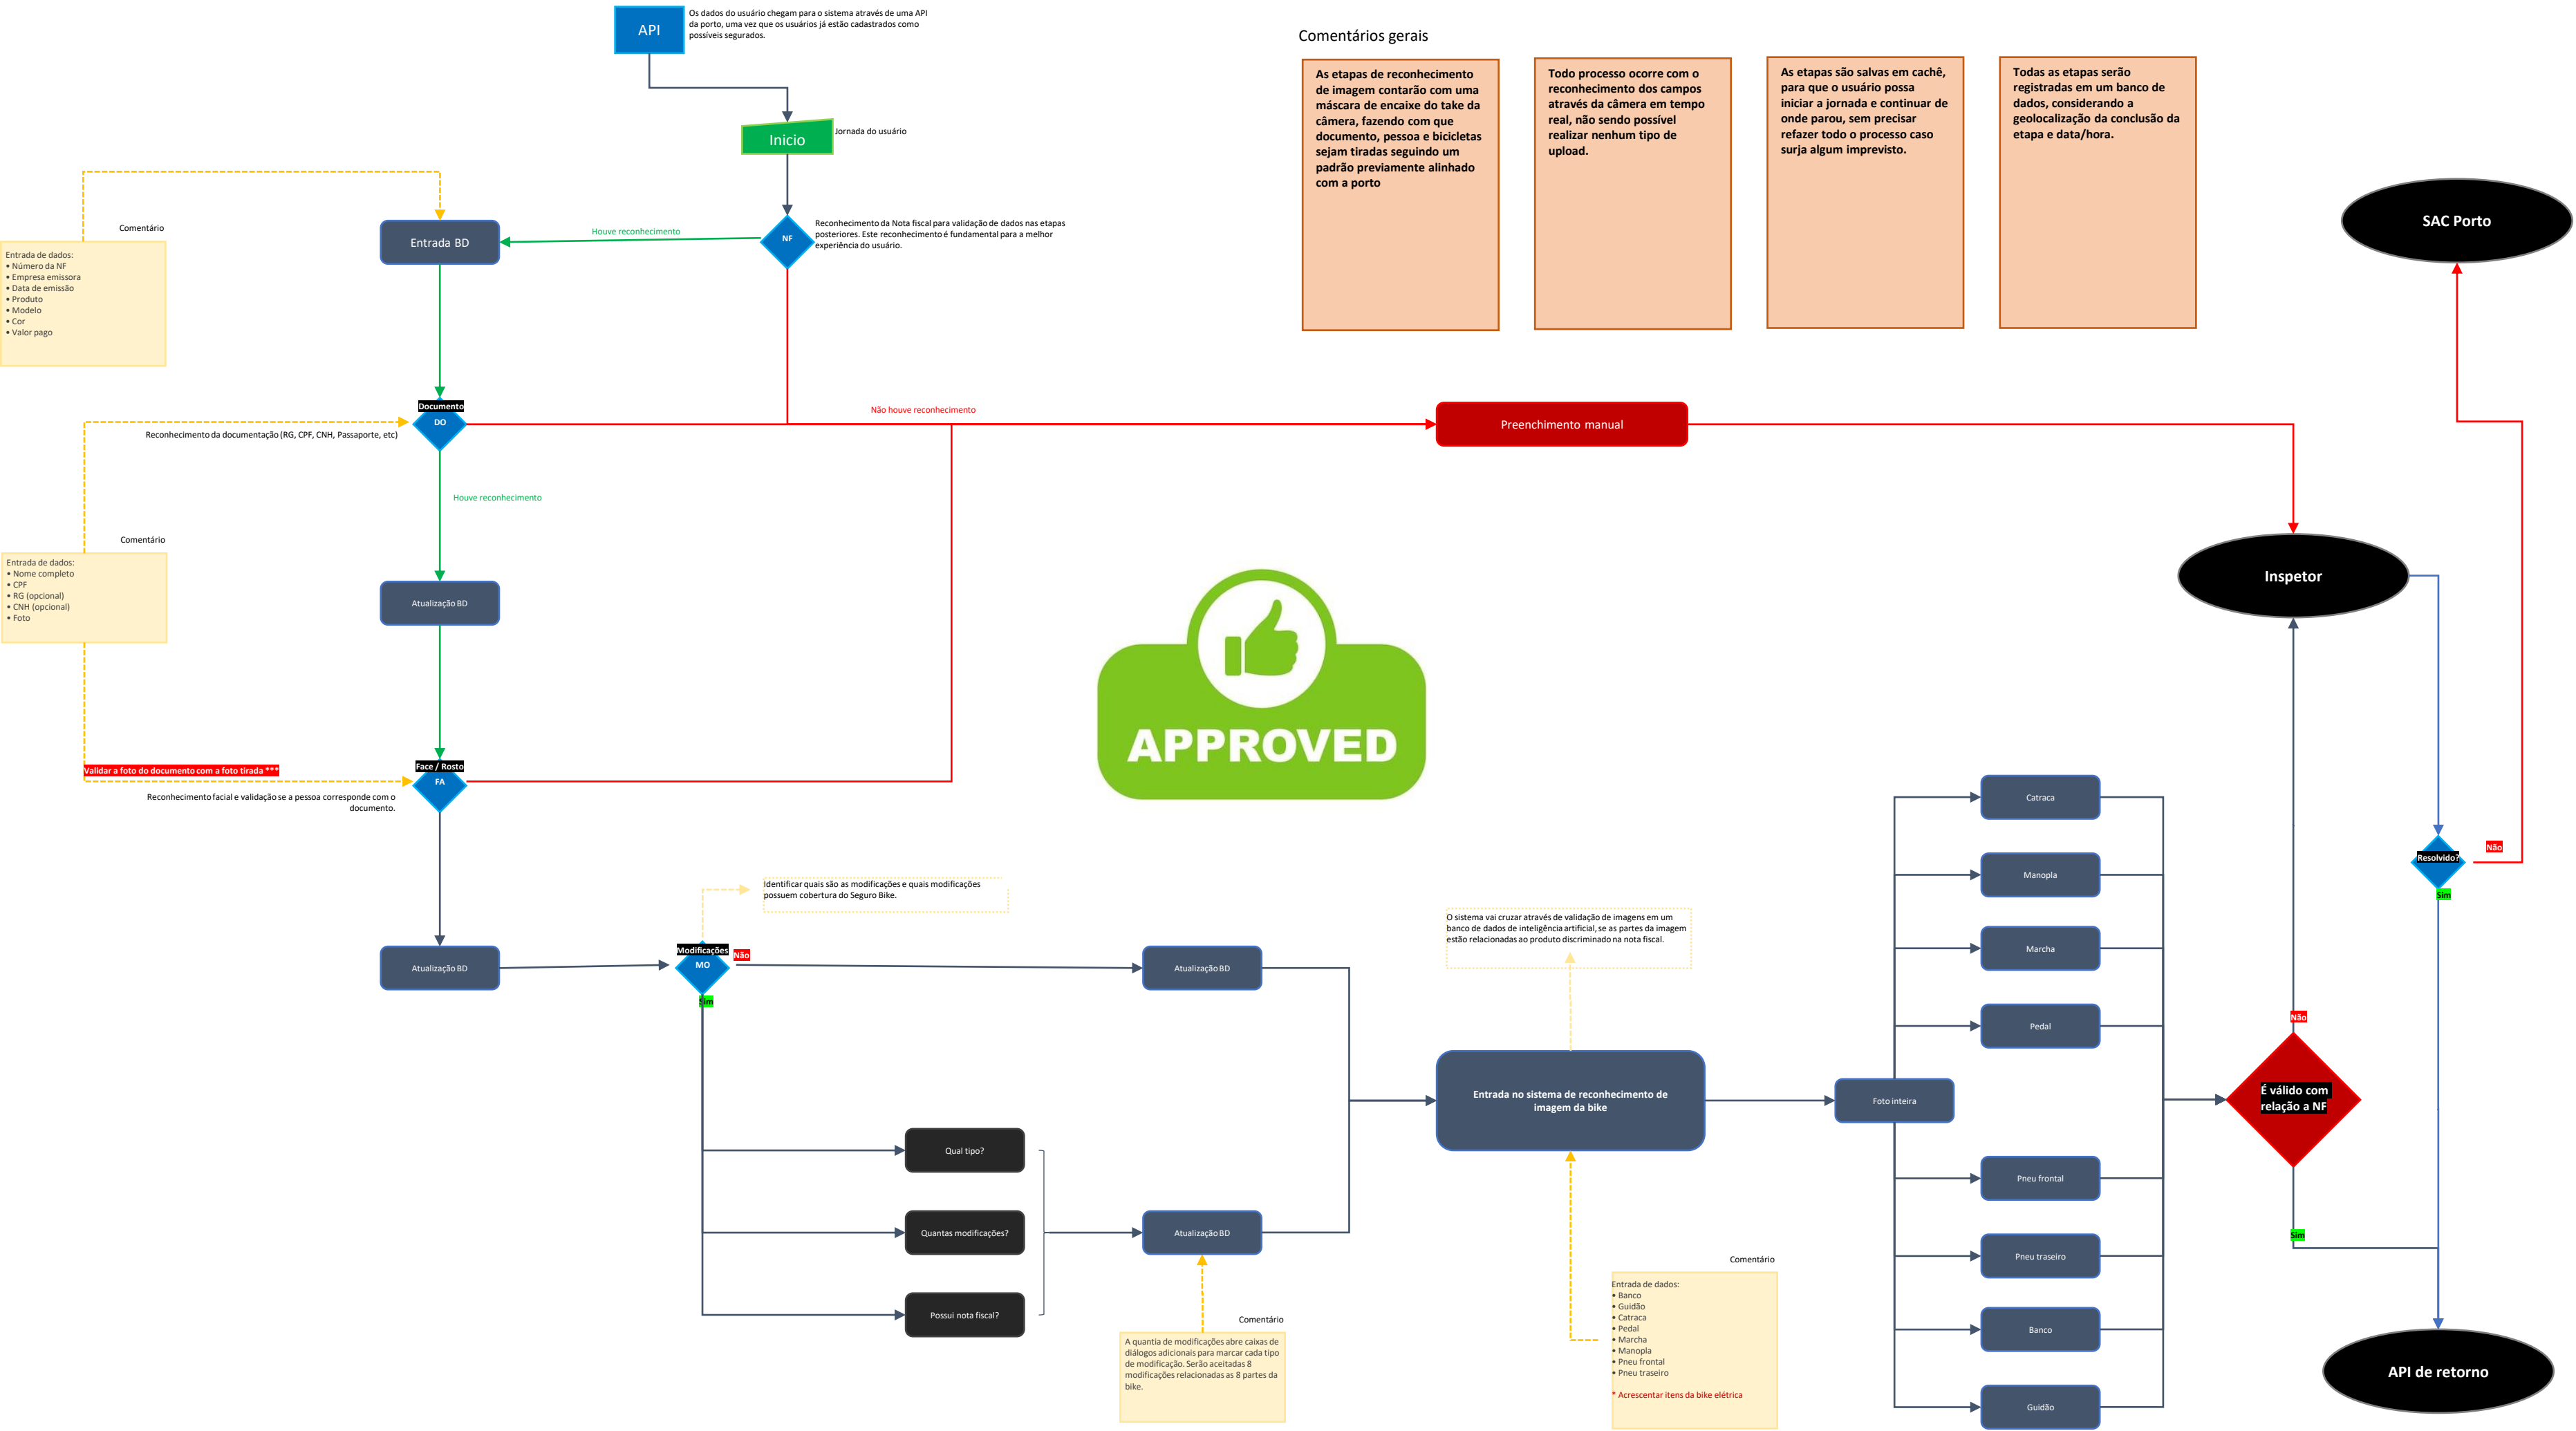 API
Os dados do usuário chegam para o sistema através de uma API
da porto, uma vez que os usuários já estão cadastrados como
possíveis segurados.
Comentários gerais
As etapas de reconhecimento
de imagem contarão com uma
máscara de encaixe do take da
câmera, fazendo com que
documento, pessoa e bicicletas
sejam tiradas seguindo um
padrão previamente alinhado
com a porto
Todo processo ocorre com o
reconhecimento dos campos
através da câmera em tempo
real, não sendo possível
realizar nenhum tipo de
upload.
As etapas são salvas em cachê,
para que o usuário possa
iniciar a jornada e continuar de
onde parou, sem precisar
refazer todo o processo caso
surja algum imprevisto.
Todas as etapas serão
registradas em um banco de
dados, considerando a
geolocalização da conclusão da
etapa e data/hora.
Inicio
Jornada do usuário
SAC Porto
Comentário
Entrada de dados:
• Número da NF
• Empresa emissora
• Data de emissão
• Produto
• Modelo
• Cor
• Valor pago
Entrada BD
Houve reconhecimento
NF
Reconhecimento da Nota fiscal para validação de dados nas etapas
posteriores. Este reconhecimento é fundamental para a melhor
experiência do usuário.
Documento
DO
Reconhecimento da documentação (RG, CPF, CNH, Passaporte, etc)
Não houve reconhecimento
Preenchimento manual
Houve reconhecimento
Comentário
Entrada de dados:
• Nome completo
• CPF
• RG (opcional)
• CNH (opcional)
• Foto
Atualização BD
Inspetor
APPROVED
Validar a foto do documento com a foto tirada ***
Face / Rosto
FA
Reconhecimento facial e validação se a pessoa corresponde com o
documento.
Catraca
Manopla
Marcha
Pedal
Resolvido?
Não
Sim
Identificar quais são as modificações e quais modificações
possuem cobertura do Seguro Bike.
Atualização BD
Modificações
MO
Não
Sim
Atualização BD
O sistema vai cruzar através de validação de imagens em um
banco de dados de inteligência artificial, se as partes da imagem
estão relacionadas ao produto discriminado na nota fiscal.
Entrada no sistema de reconhecimento de
imagem da bike
Foto inteira
Não
É válido com
relação a NF
Sim
Qual tipo?
Quantas modificações?
Possui nota fiscal?
Atualização BD
Comentário
A quantia de modificações abre caixas de
diálogos adicionais para marcar cada tipo
de modificação. Serão aceitadas 8
modificações relacionadas as 8 partes da
bike.
Comentário
Entrada de dados:
• Banco
• Guidão
• Catraca
• Pedal
• Marcha
• Manopla
• Pneu frontal
• Pneu traseiro
* Acrescentar itens da bike elétrica
Pneu frontal
Pneu traseiro
Banco
Guidão
API de retorno